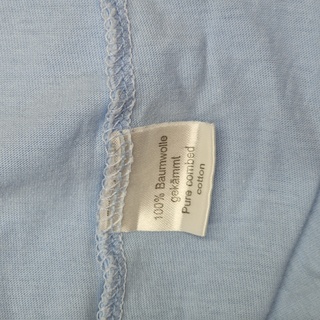 100% Baumwolle
gekämmt
Pure combed
cotton